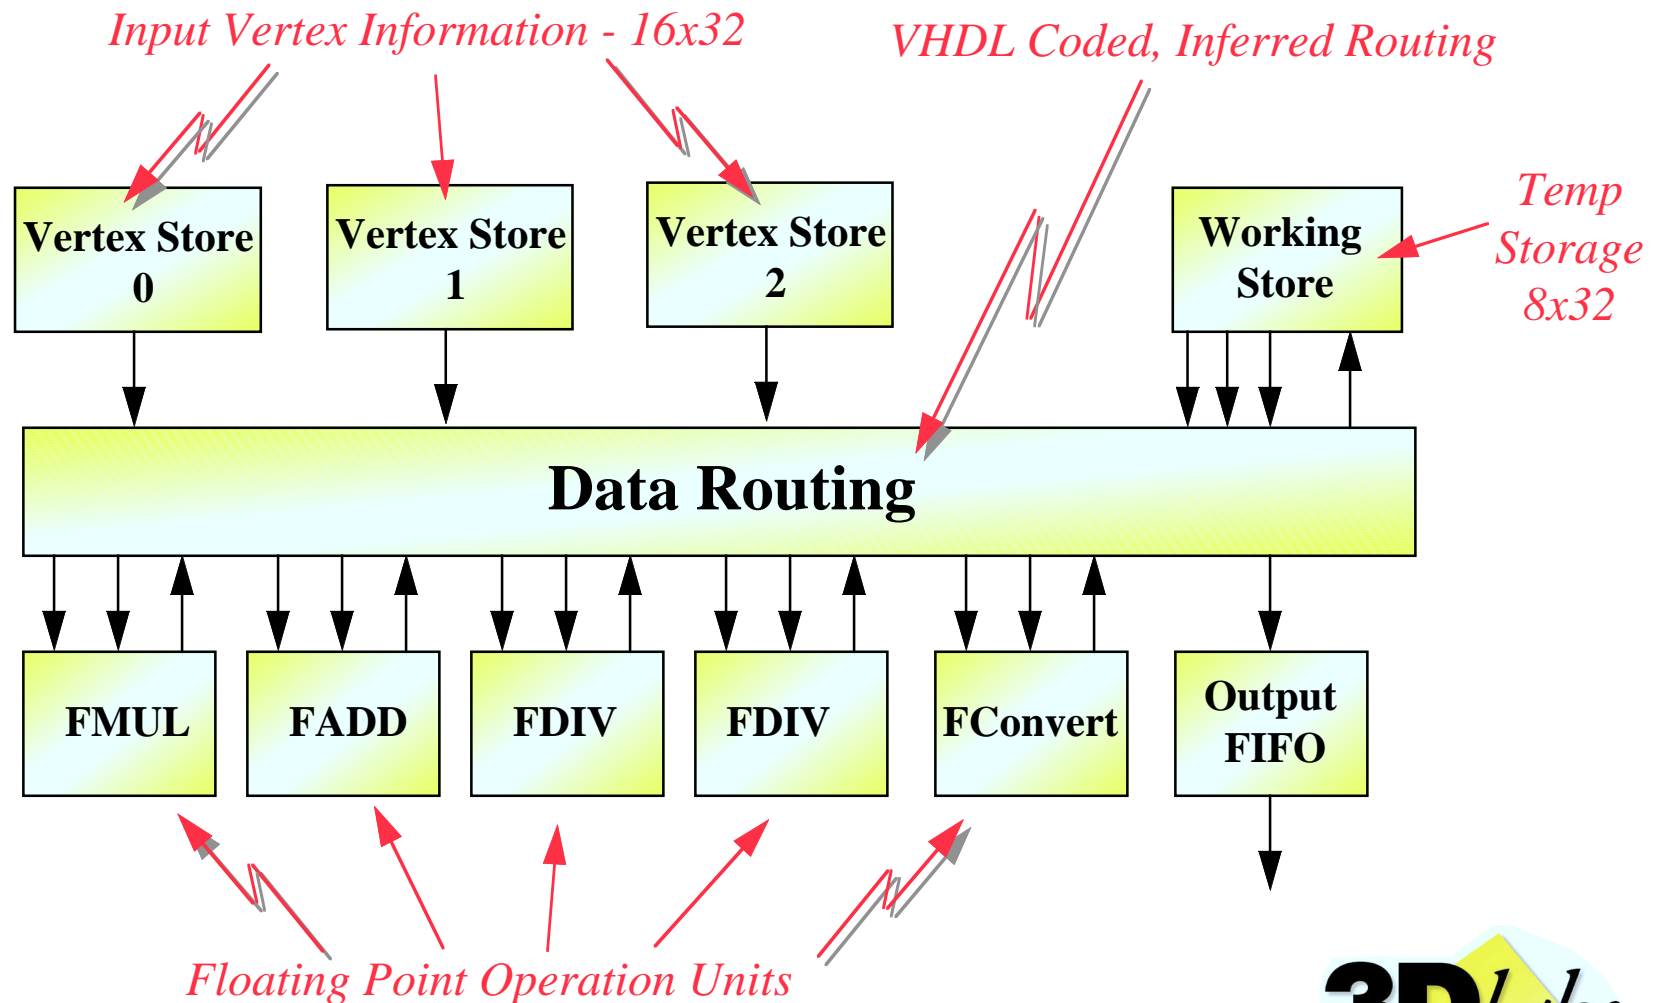 Input Vertex Information - 16x32
VHDL Coded, Inferred Routing
Vertex Store
0
Vertex Store
1
Vertex Store
2
Working
Store
Temp
Storage
8x32
Data Routing
FMUL
FADD
FDIV
FDIV
FConvert
Output
FIFO
Floating Point Operation Units
3D